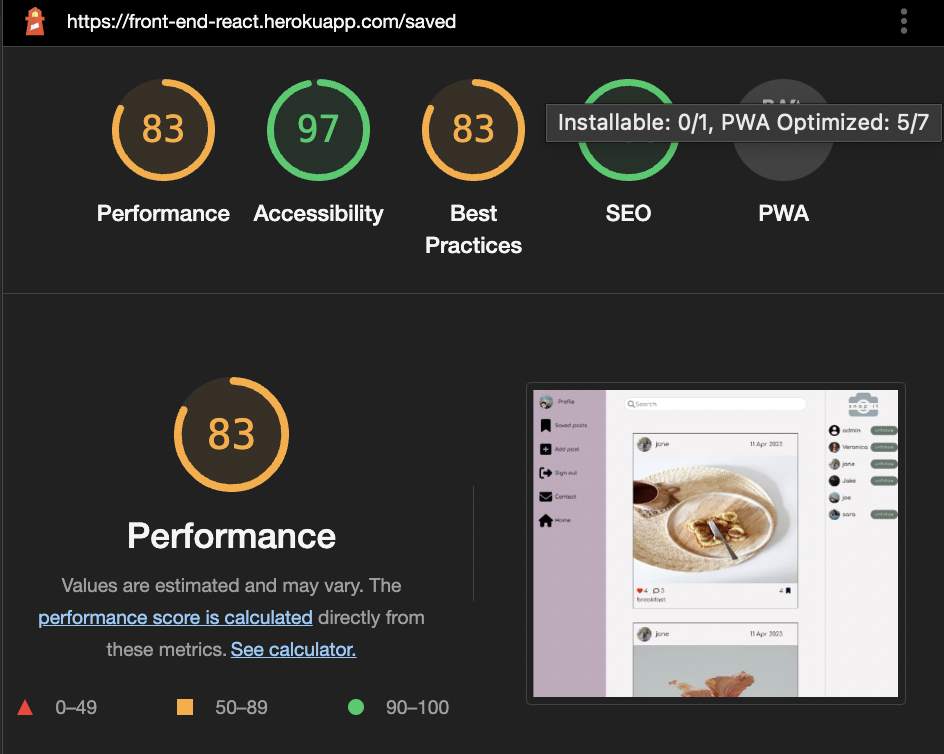 https://front-end-react.herokuapp.com/saved
83
97
83
Installable: 0/1, PWA Optimized: 5/7
Performance
Accessibility
Best
Practices
SEO
PWA
83
Performance
Values are estimated and may vary. The
performance score is calculated directly from
these metrics. See calculator.
0–49
50–89
90–100
Profile
Saved posts
Add post
Sign out
Contact
Home
Search
jane
11 Apr 2023
4
3
4
breakfast
jane
11 Apr 2023
snap it
admin
unfollow
Veronica
unfollow
jane
unfollow
Jake
unfollow
joe
sara
unfollow